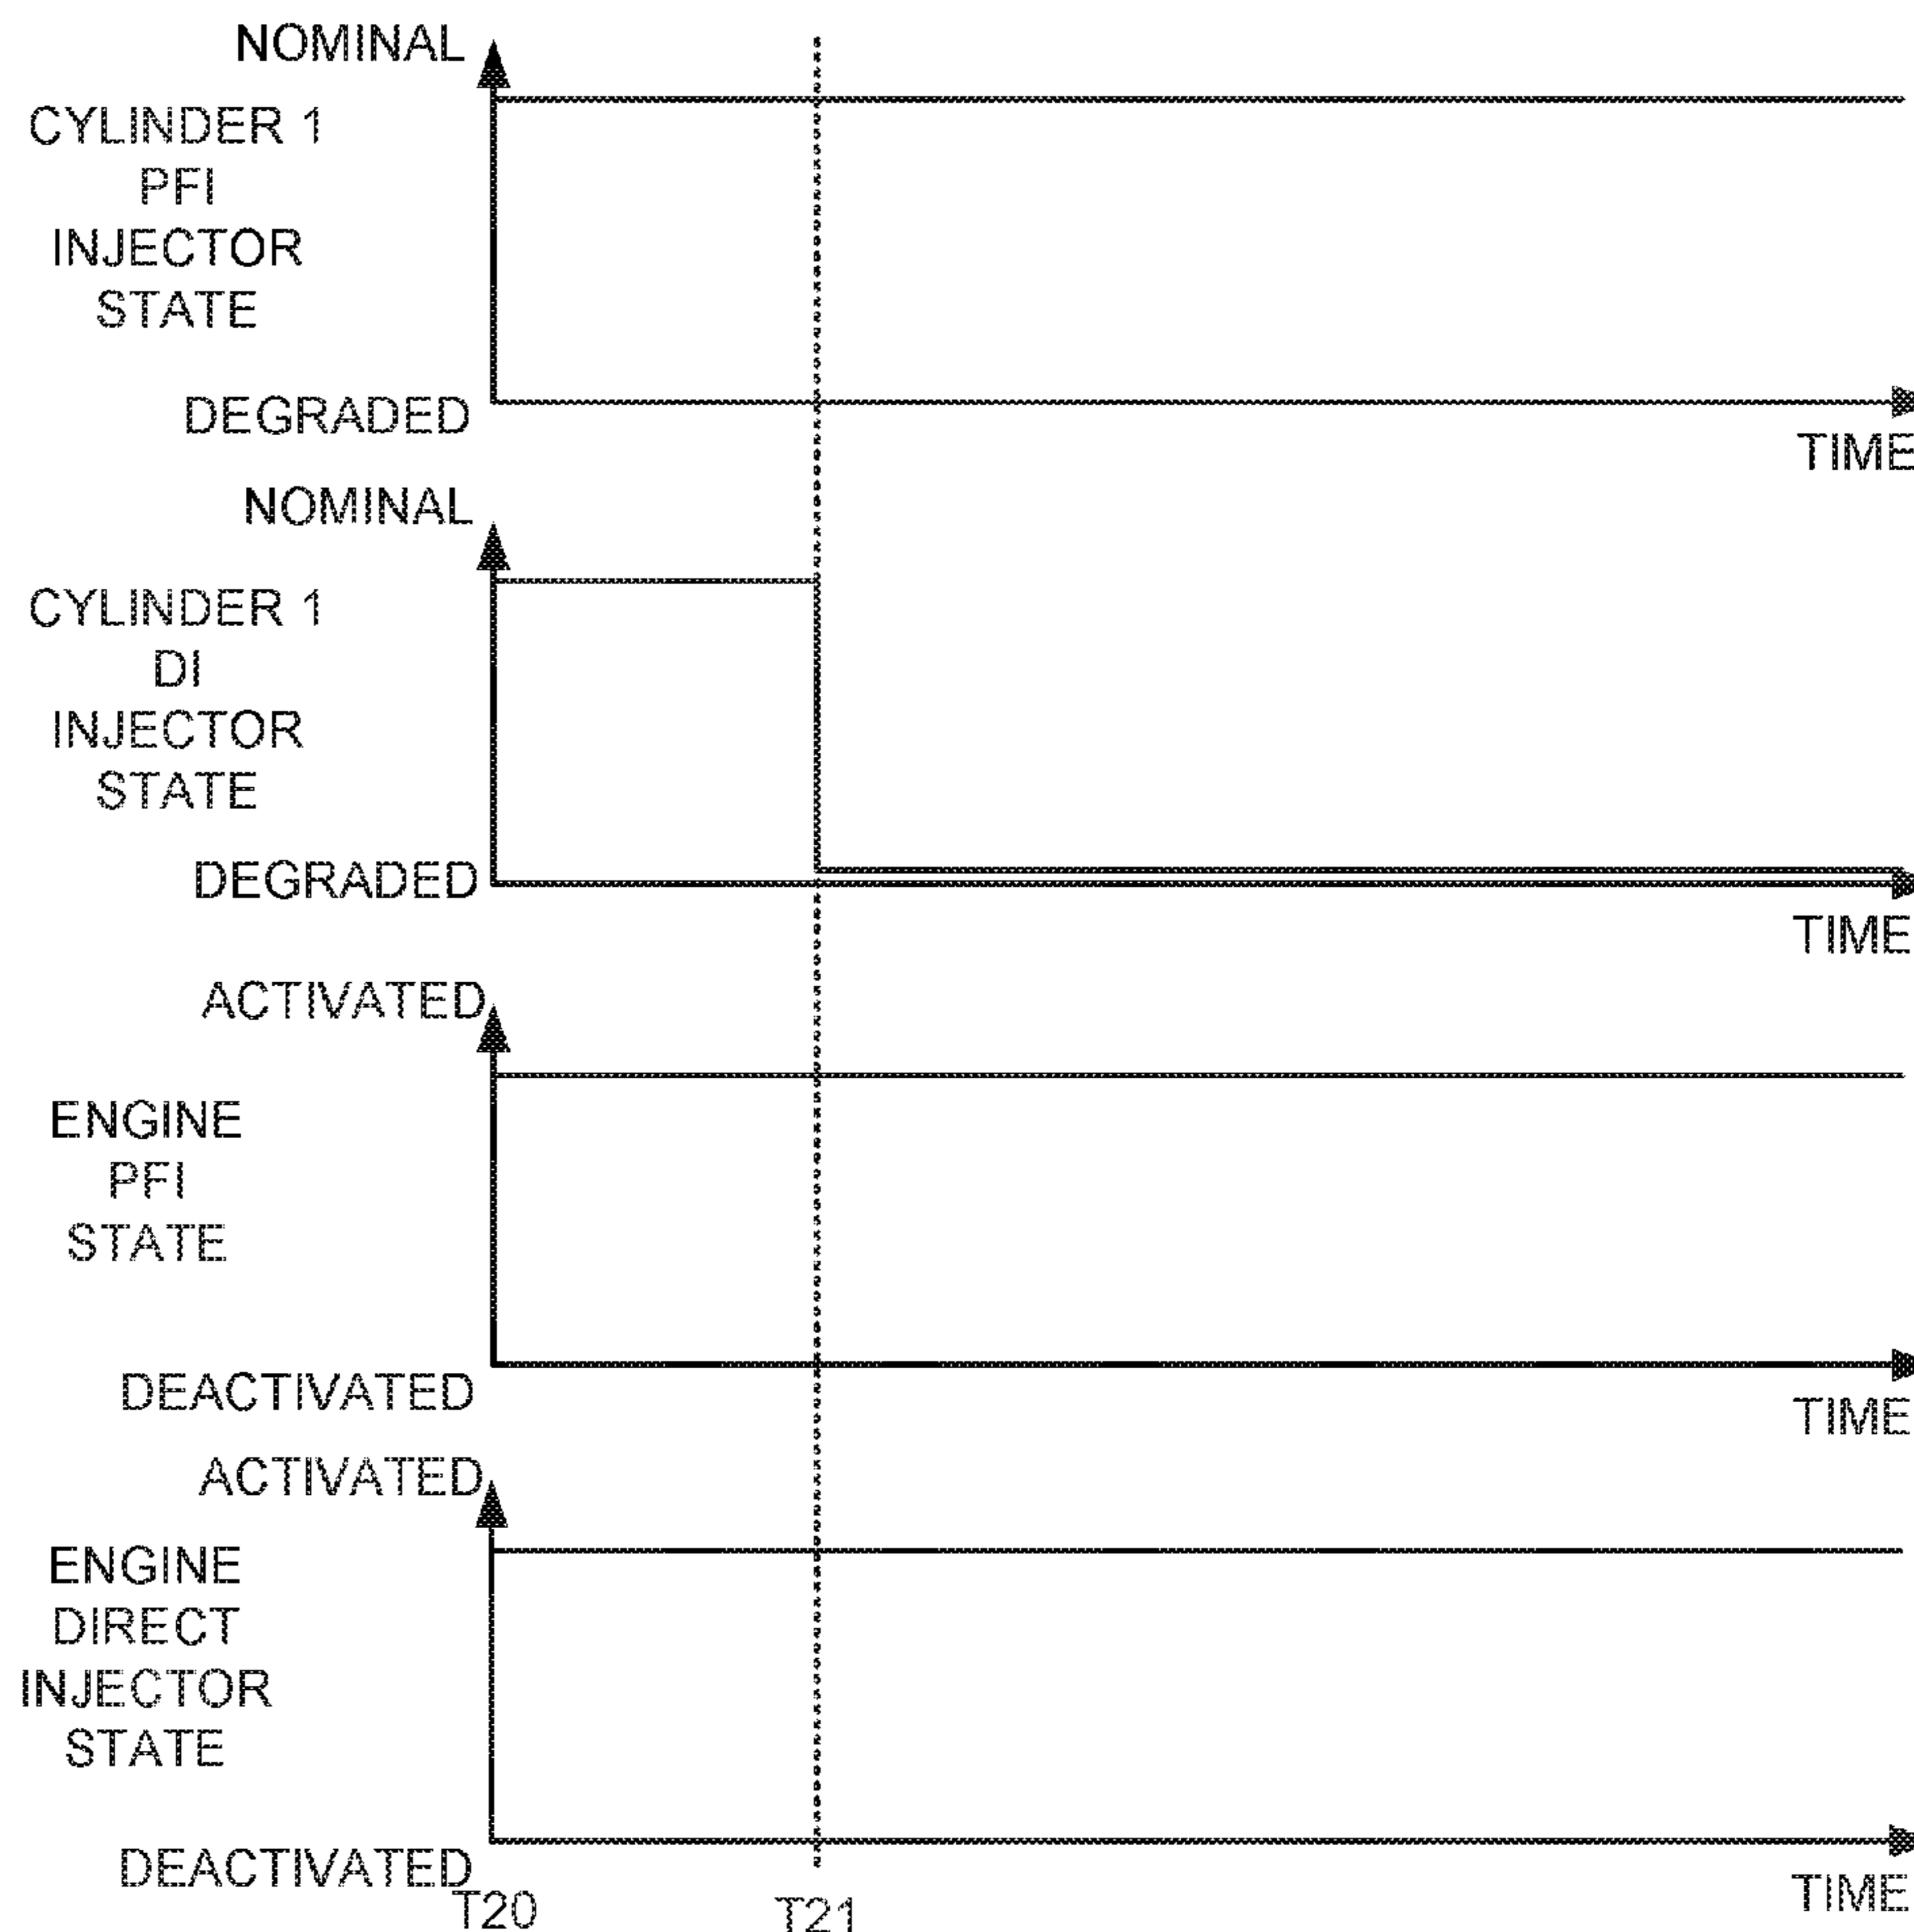 NOMINAL
CYLINDER 1
PFI
INJECTOR
STATE
DEGRADED
TIME
NOMINAL
CYLINDER 1
DI
INJECTOR
STATE
DEGRADED
TIME
ACTIVATED
ENGINE
PFI
STATE
DEACTIVATED
TIME
ACTIVATED
ENGINE
DIRECT
INJECTOR
STATE
DEACTIVATED
TIME
T20
T21